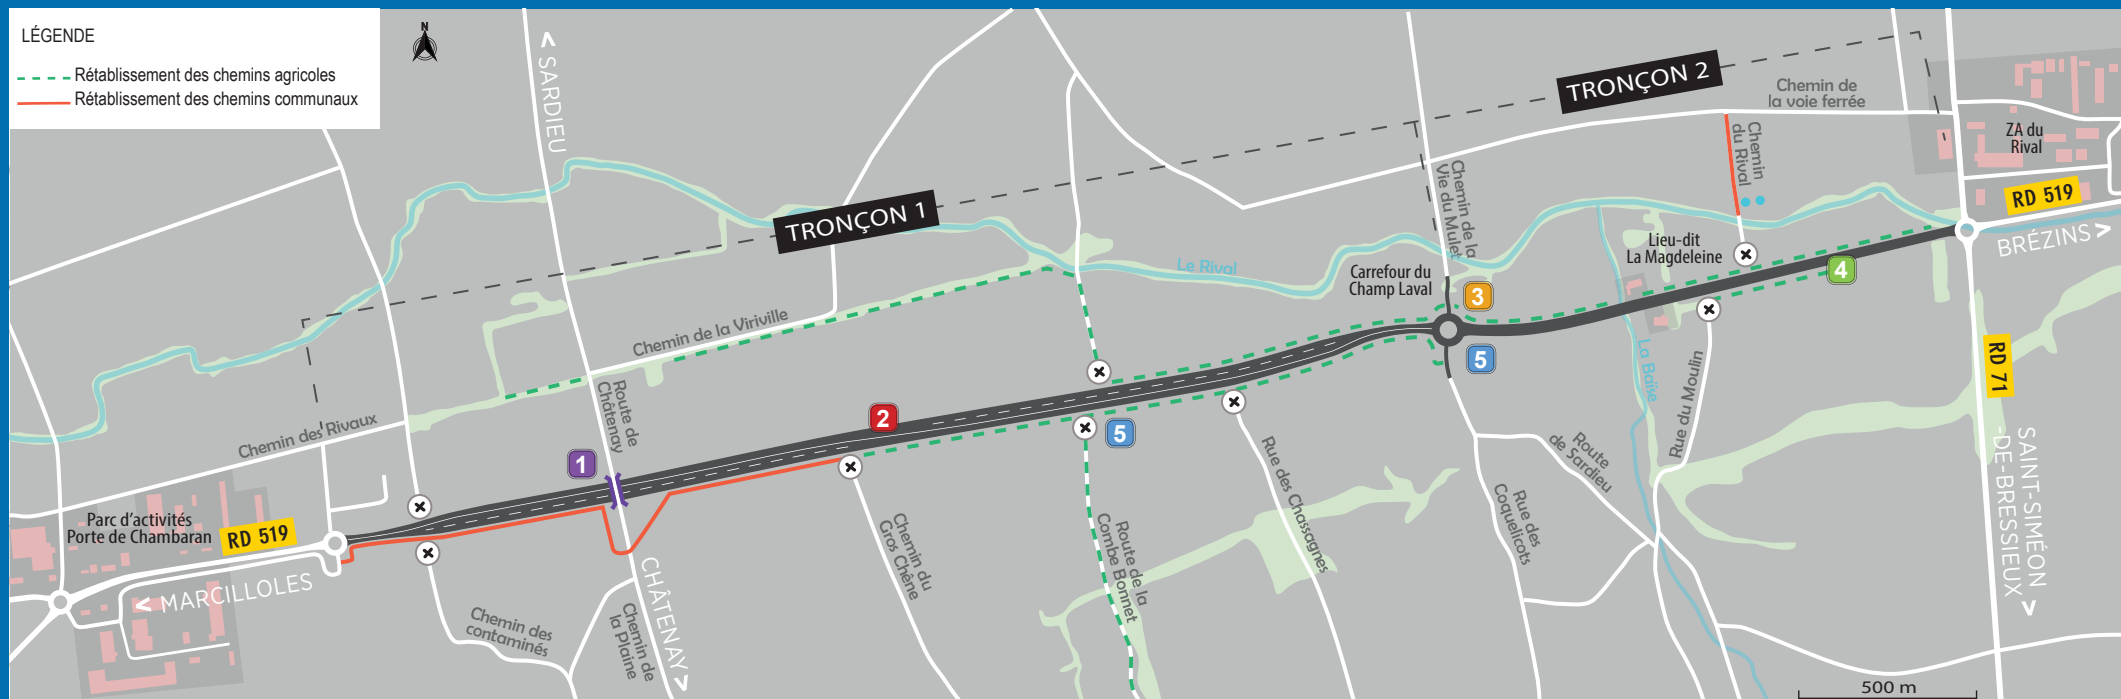 LÉGENDE
Rétablissement des chemins agricoles
Rétablissement des chemins communaux
N
< SARDIEU
TRONÇON 1
TRONÇON 2
Chemin de
la voie ferrée
Chemin
du Rival
ZA du
Rival
RD 519
BRÉZINS >
Chemin de la
Vie du Mulet
Le Rival
Carrefour du
Champ Laval
Lieu-dit
La Magdeleine
3
4
5
La Baïse
Rue du Moulin
RD 71
SAINT-SIMÉON
-DE-BRESSIEUX >
Chemin de la Viriville
Route de
Châtenay
Chemin des Rivaux
1
2
5
Parc d'activités
Porte de Chambaran
RD 519
< MARCILLOLES
Chemin des
contaminés
Chemin de
la Plaine
CHÂTENAY >
Chemin du
Gros Chêne
Route de la
Combe Bonnet
Rue des Chassagnes
Rue des
Coquelicots
Route
de Sardieu
500 m